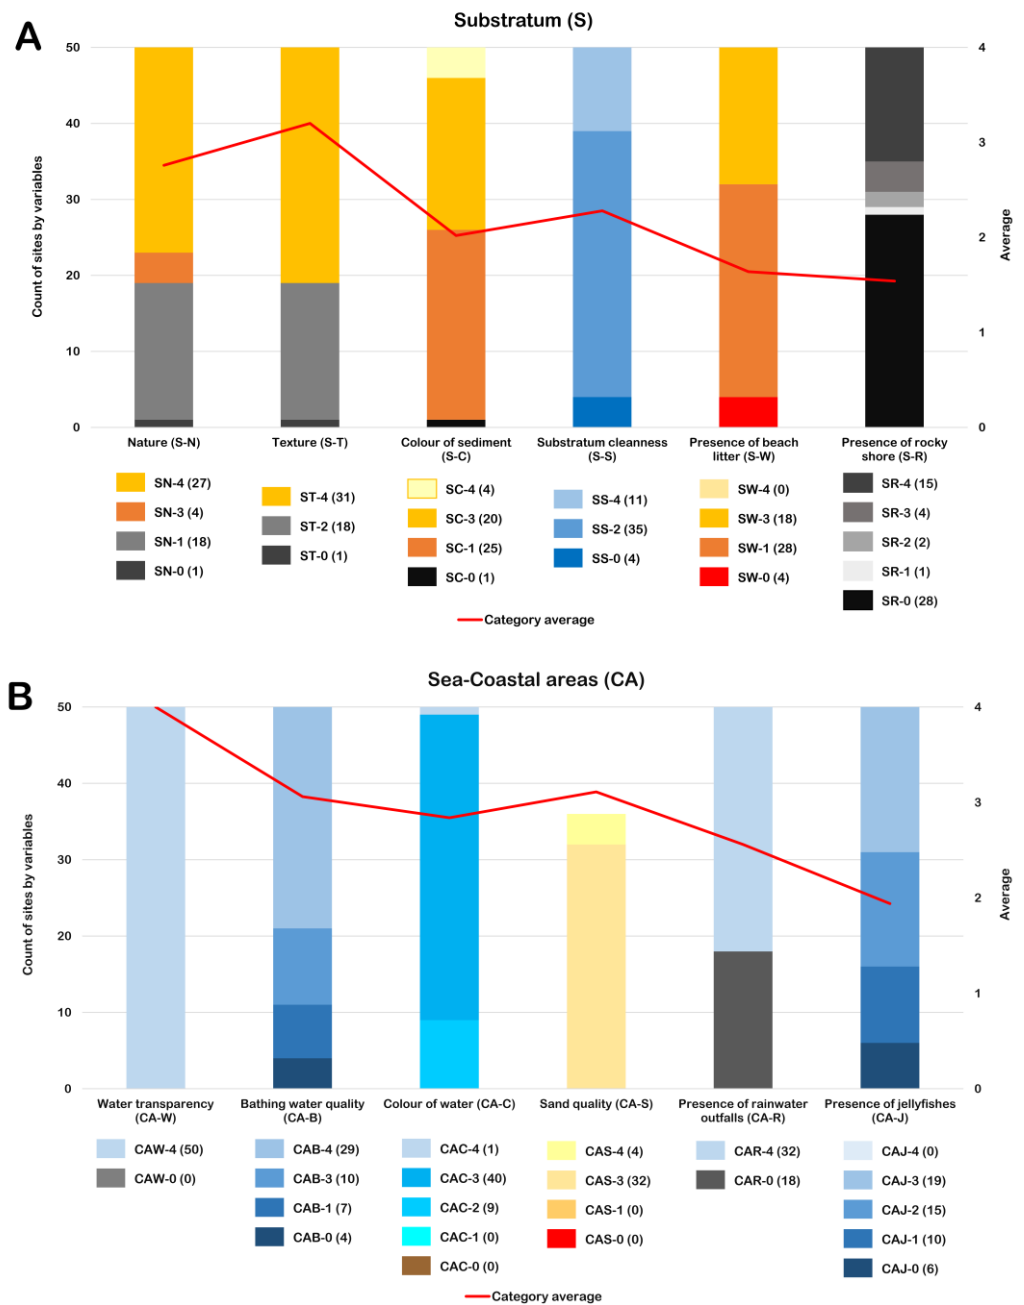 A
Substratum (S)
50
40
30
20
10
0
Count of sites by variables
4
3
2
1
0
Average
Nature (S-N)
Texture (S-T)
Colour of sediment
(S-C)
Substratum cleanness
(S-S)
Presence of beach
litter (S-W)
Presence of rocky
shore (S-R)
SN-4 (27)
SN-3 (4)
SN-1 (18)
SN-0 (1)
ST-4 (31)
ST-2 (18)
ST-0 (1)
SC-4 (4)
SC-3 (20)
SC-1 (25)
SC-0 (1)
SS-4 (11)
SS-2 (35)
SS-0 (4)
SW-4 (0)
SW-3 (18)
SW-1 (28)
SW-0 (4)
SR-4 (15)
SR-3 (4)
SR-2 (2)
SR-1 (1)
SR-0 (28)
Category average
B
Sea-Coastal areas (CA)
50
40
30
20
10
0
Count of sites by variables
4
3
2
1
0
Average
Water transparency
(CA-W)
Bathing water quality
(CA-B)
Colour of water (CA-C)
Sand quality (CA-S)
Presence of rainwater
outfalls (CA-R)
Presence of jellyfishes
(CA-J)
CAW-4 (50)
CAW-0 (0)
CAB-4 (29)
CAB-3 (10)
CAB-1 (7)
CAB-0 (4)
CAC-4 (1)
CAC-3 (40)
CAC-2 (9)
CAC-1 (0)
CAC-0 (0)
CAS-4 (4)
CAS-3 (32)
CAS-1 (0)
CAS-0 (0)
CAR-4 (32)
CAR-0 (18)
CAJ-4 (0)
CAJ-3 (19)
CAJ-2 (15)
CAJ-1 (10)
CAJ-0 (6)
Category average